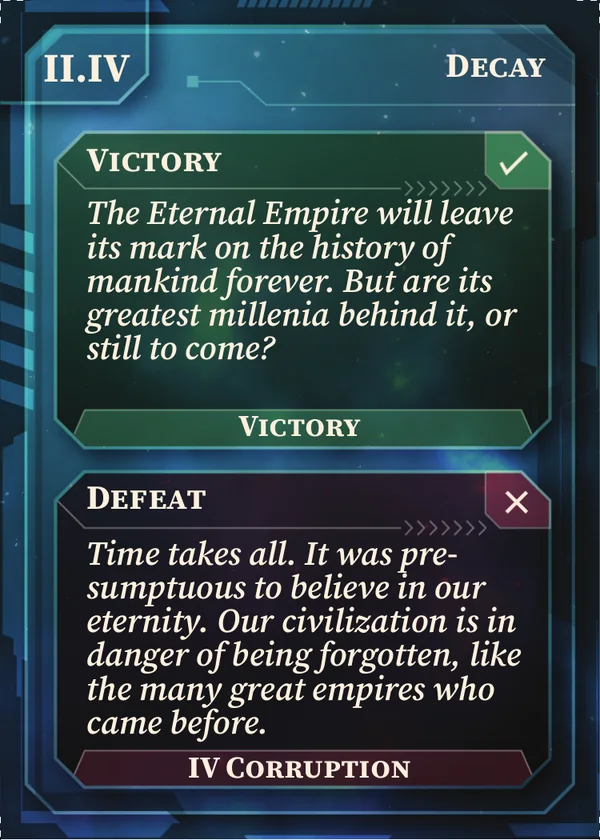 II.IV
Decay
Victory
The Eternal Empire will leave
its mark on the history of
mankind forever. But are its
greatest millenia behind it, or
still to come?
Victory
Defeat
Time takes all. It was pre-
sumptuous to believe in our
eternity. Our civilization is in
danger of being forgotten, like
the many great empires who
came before.
IV Corruption